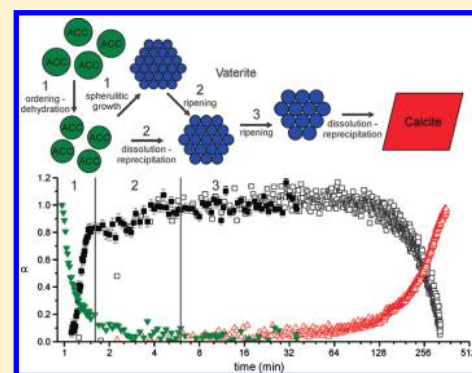 ACC
ACC
ACC
ACC
1
ordering -
dehydration
1
spherulitic
growth
Vaterite
2
ripening
ACC
ACC
ACC
ACC
2
dissolution -
reprecipitation
3
ripening
dissolution -
reprecipitation
Calcite
1.2
1.0
0.8
0.6
0.4
0.2
0.0
α
1
2
3
1
2
4
8
16
32
64
128
256
512
time (min)